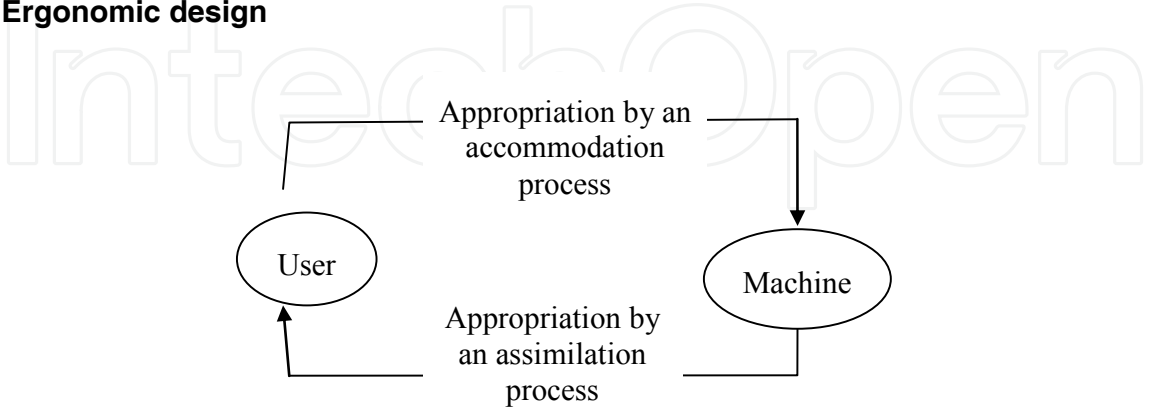 Ergonomic design
IntechOpen
Appropriation by an
accommodation
process
User
Machine
Appropriation by
an assimilation
process